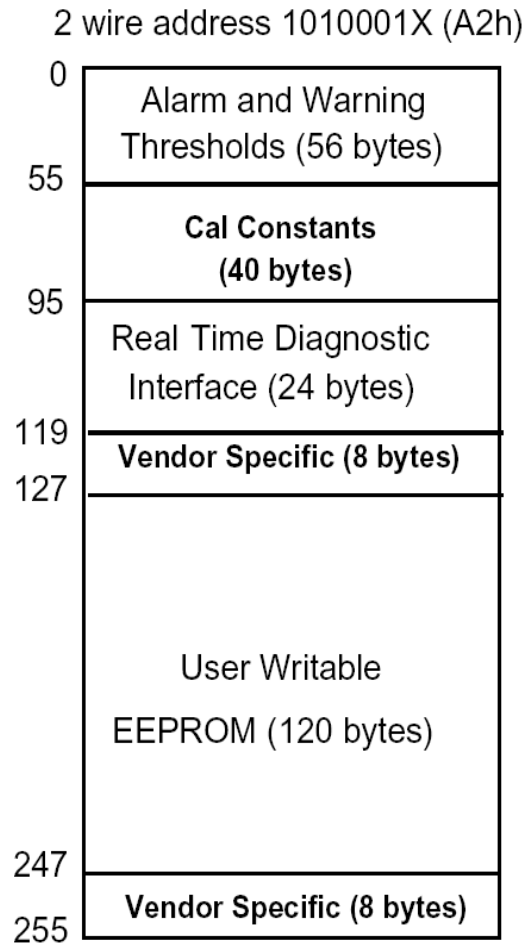 2 wire address 1010001X (A2h)
0
Alarm and Warning
Thresholds (56 bytes)
55
Cal Constants
(40 bytes)
95
Real Time Diagnostic
Interface (24 bytes)
119
Vendor Specific (8 bytes)
127
User Writable
EEPROM (120 bytes)
247
Vendor Specific (8 bytes)
255